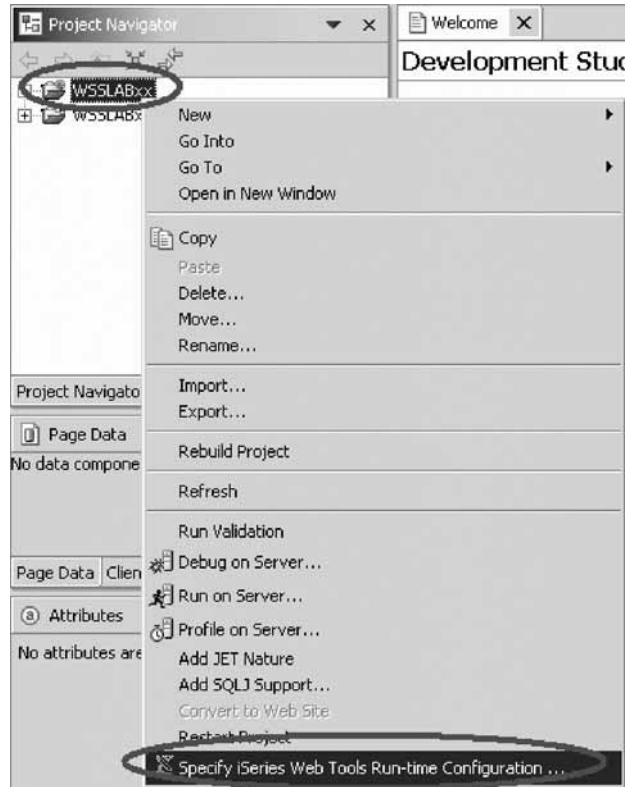 Project Navigator
Welcome
Development Stud
WSSLABxx
WSSLABx
New
Go Into
Go To
Open in New Window
Copy
Paste
Delete...
Move...
Rename...
Import...
Export...
Project Navigato
Page Data
No data compone
Rebuild Project
Refresh
Run Validation
Debug on Server...
Page Data Clien
Run on Server...
Attributes
Profile on Server...
No attributes are
Add JET Nature
Add SQLJ Support...
Convert to Web Site
Restart Project
Specify iSeries Web Tools Run-time Configuration ...